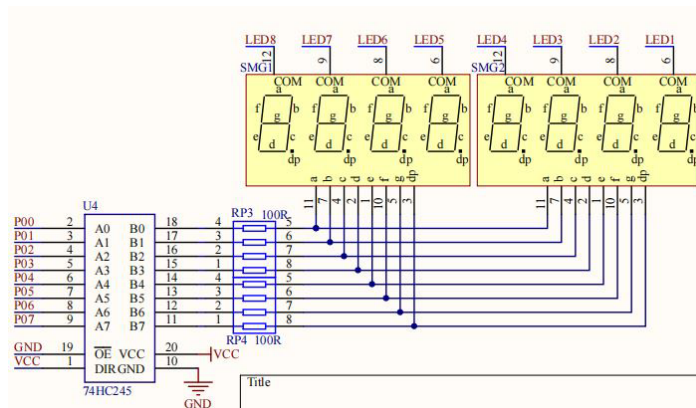 LED8 LED7 LED6 LED5 LED4 LED3 LED2 LED1
12 9 8 6 12 9 8 6
SMG1 SMG2
COM COM COM COM COM COM COM COM
a a a a a a a a
f b f b f b f b f b f b f b f b
g g g g g g g g
e c e c e c e c e c e c e c e c
d d d d d d d d
dp dp dp dp dp dp dp dp
a b c d e f g dp a b c d e f g dp
11 7 4 2 1 10 5 3 11 7 4 2 1 10 5 3
U4 RP3 100R
P00 2 A0 B0 18 4 5
P01 3 A1 B1 17 3 6
P02 4 A2 B2 16 2 7
P03 5 A3 B3 15 1 8
P04 6 A4 B4 14 4 5
P05 7 A5 B5 13 3 6
P06 8 A6 B6 12 2 7
P07 9 A7 B7 11 1 8
RP4 100R
GND 19 OE VCC 20 VCC
VCC 1 DIR GND 10
74HC245
GND
Title